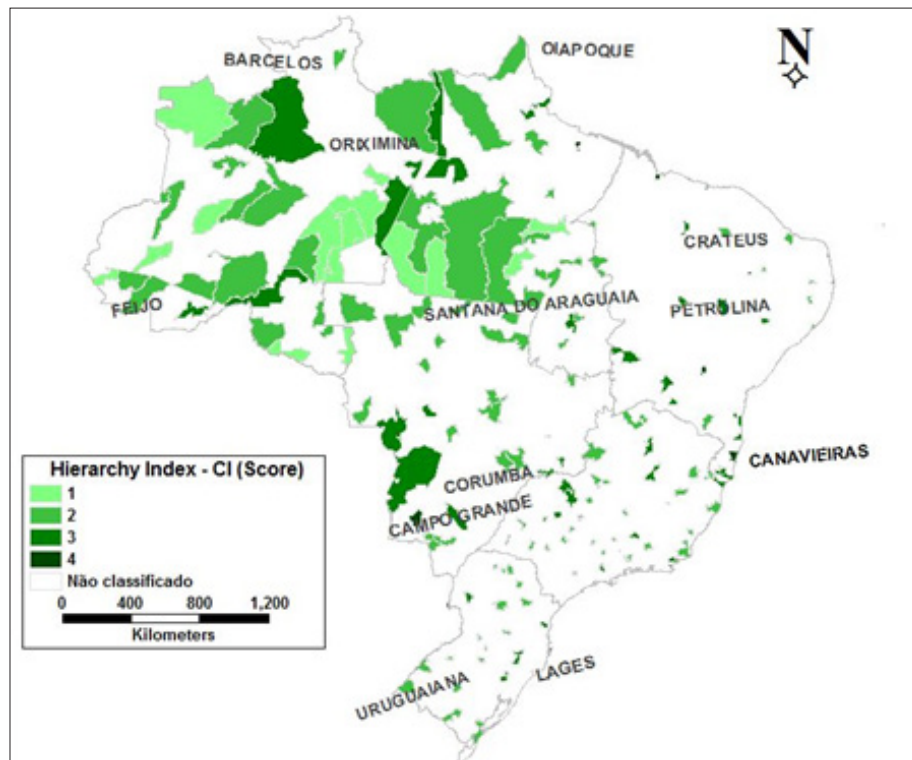 OIAPOQUE
N
BARCELOS
ORIXIMINA
CRATEUS
FEIJO
SANTANA DO ARAGUAIA
PETROLINA
Hierarchy Index - CI (Score)
1
2
3
4
Não classificado
0 400 800 1,200
Kilometers
CORUMBA
CANAVIEIRAS
CAMPO GRANDE
LAGES
URUGUAIANA